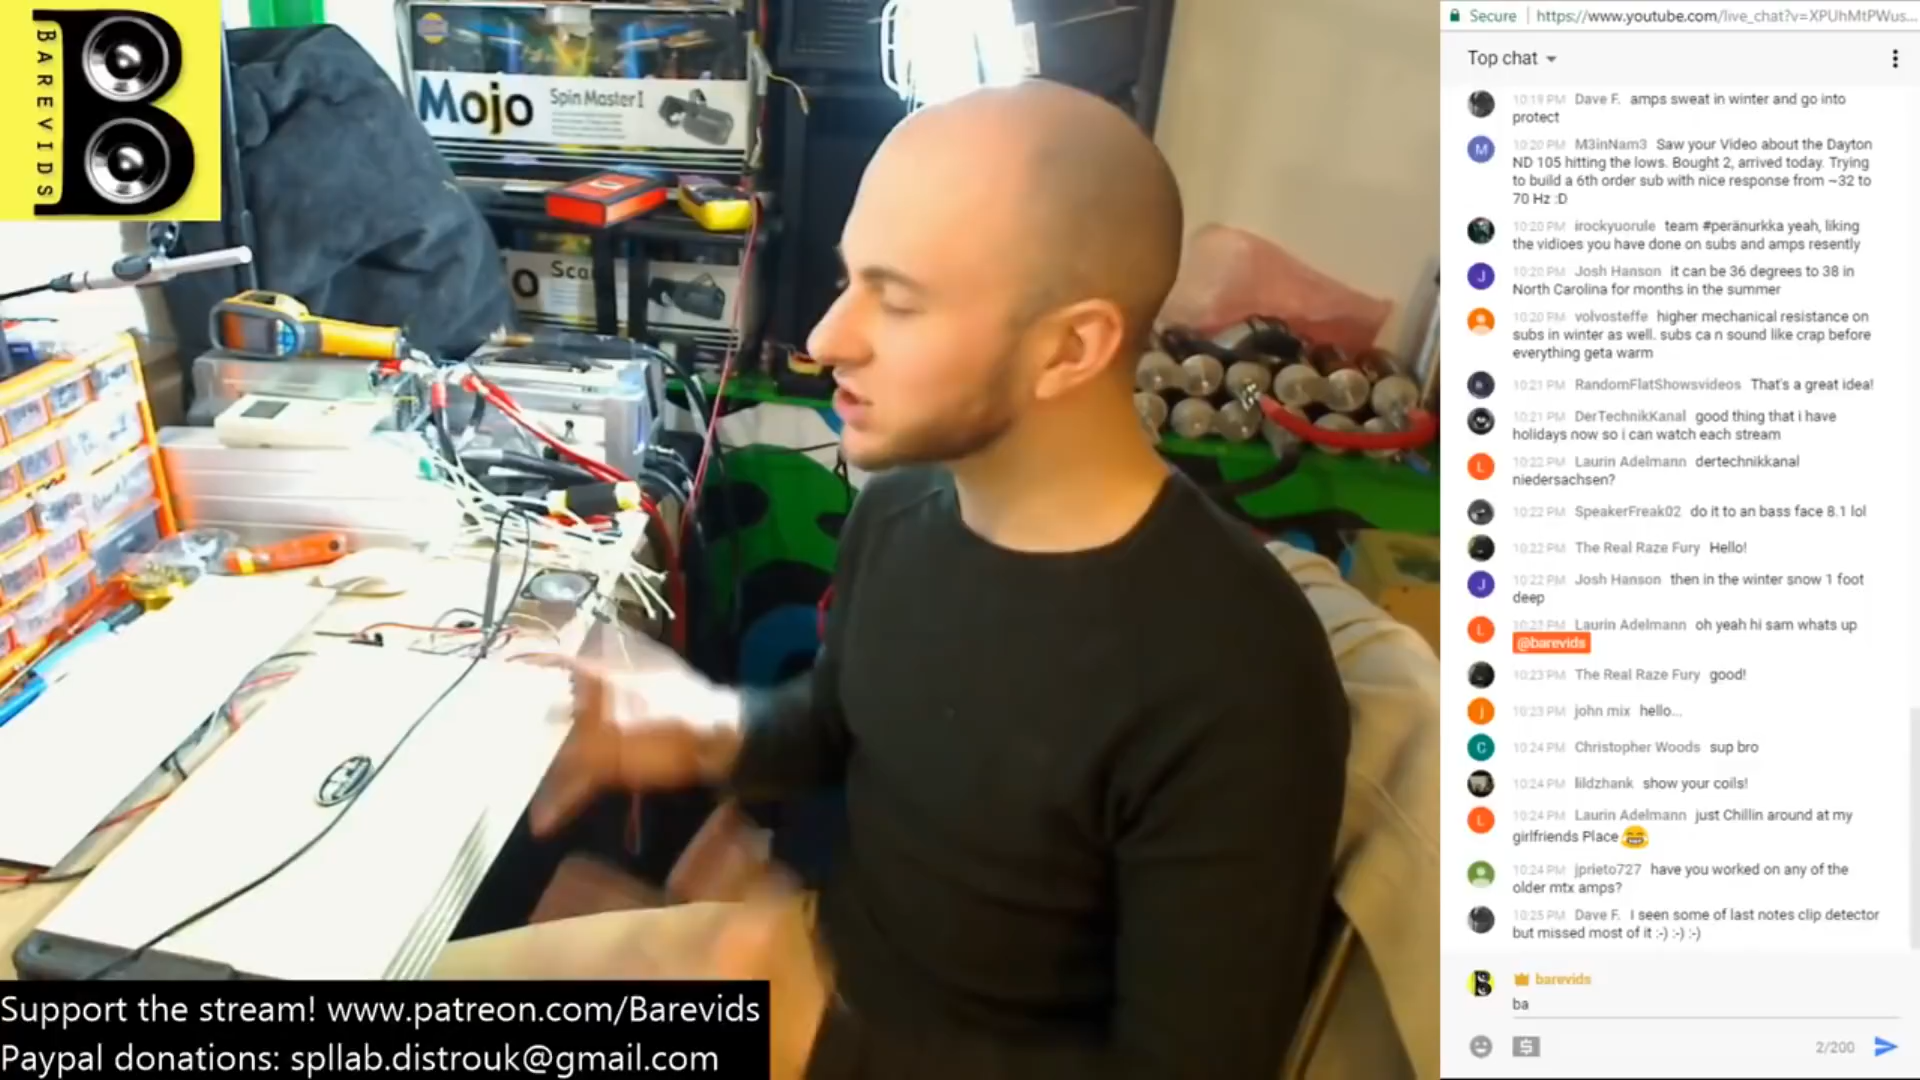 BAREVIDS
Mojo
Spin Master I
Sca
Support the stream! www.patreon.com/Barevids
Paypal donations: spllab.distrouk@gmail.com
Secure https://www.youtube.com/live_chat?v=XPUhMtPWus...
Top chat
10:19 PM Dave F. amps sweat in winter and go into
protect
M
10:20 PM M3inNam3 Saw your Video about the Dayton
ND 105 hitting the lows. Bought 2, arrived today. Trying
to build a 6th order sub with nice response from ~32 to
70 Hz :D
10:20 PM irockyuorule team #peränurkka yeah, liking
the vidioes you have done on subs and amps resently
J
10:20 PM Josh Hanson it can be 36 degrees to 38 in
North Carolina for months in the summer
10:20 PM volvosteffe higher mechanical resistance on
subs in winter as well. subs ca n sound like crap before
everything geta warm
10:21 PM RandomFlatShowsvideos That's a great idea!
10:21 PM DerTechnikKanal good thing that i have
holidays now so i can watch each stream
L
10:22 PM Laurin Adelmann dertechnikkanal
niedersachsen?
10:22 PM SpeakerFreak02 do it to an bass face 8.1 lol
10:22 PM The Real Raze Fury Hello!
J
10:22 PM Josh Hanson then in the winter snow 1 foot
deep
L
10:23 PM Laurin Adelmann oh yeah hi sam whats up
@barevids
10:23 PM The Real Raze Fury good!
j
10:23 PM john mix hello...
C
10:24 PM Christopher Woods sup bro
10:24 PM lildzhank show your coils!
L
10:24 PM Laurin Adelmann just Chillin around at my
girlfriends Place
10:24 PM jprieto727 have you worked on any of the
older mtx amps?
10:25 PM Dave F. I seen some of last notes clip detector
but missed most of it :-) :-) :-)
barevids
ba
2/200